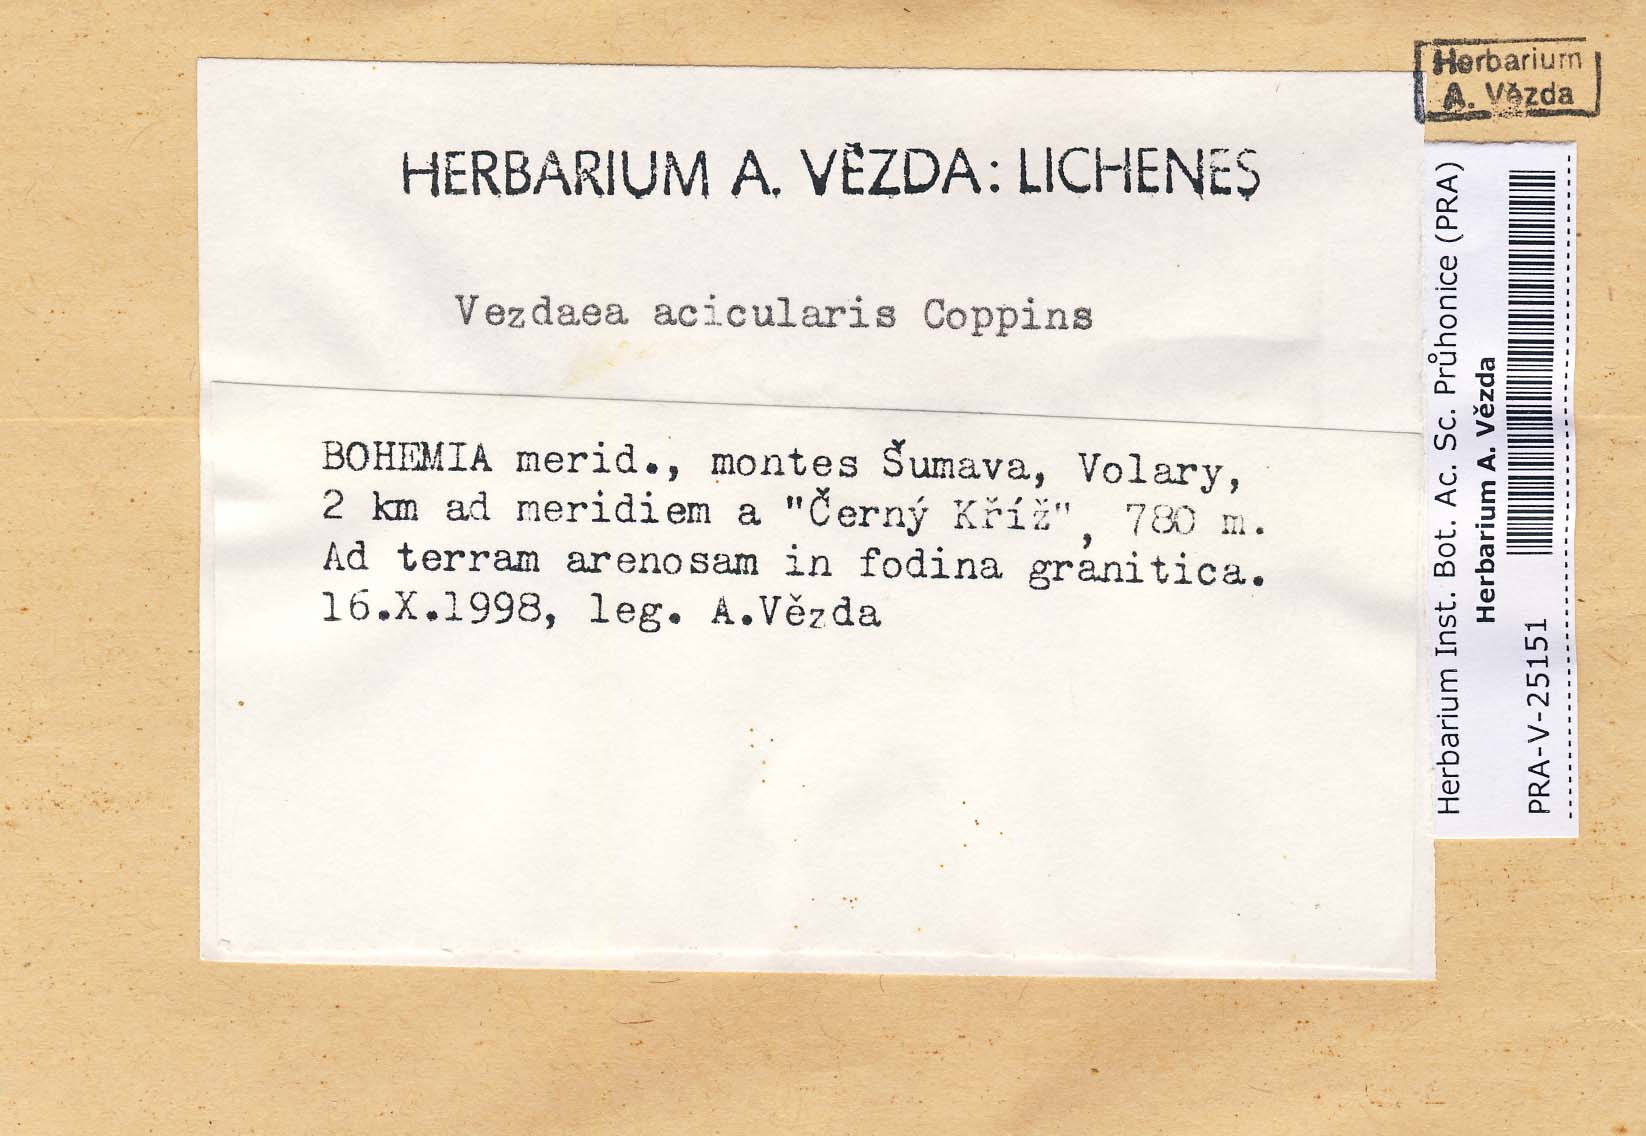 Herbarium
A. Vězda
HERBARIUM A. VĚZDA: LICHENES
Vezdaea acicularis Coppins
BOHEMIA merid., montes Šumava, Volary,
2 km ad meridiem a "Černý Kříž", 780 m.
Ad terram arenosam in fodina granitica.
16.X.1998, leg. A.Vězda
Herbarium Inst. Bot. Ac. Sc. Průhonice (PRA)
Herbarium A. Vězda
PRA-V-25151